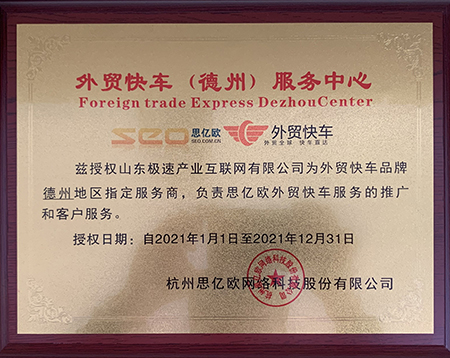 外贸快车（德州）服务中心
Foreign trade Express DezhouCenter
SEO 思亿欧 外贸快车
SEO.COM.CN 外贸全球 快车直达
兹授权山东极速产业互联网有限公司为外贸快车品牌
德州地区指定服务商，负责思亿欧外贸快车服务的推广
和客户服务。
授权日期：自2021年1月1日至2021年12月31日
杭州思亿欧网络科技股份有限公司